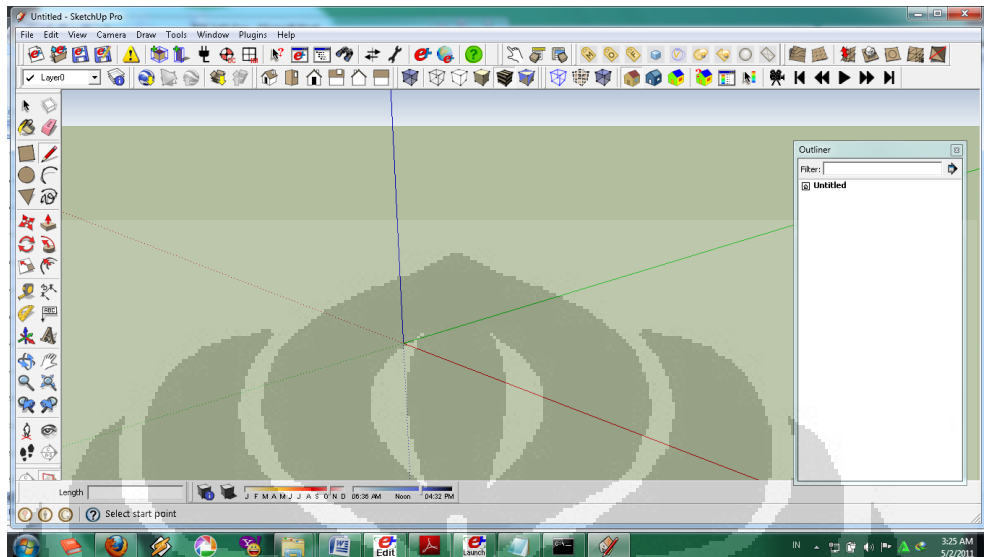 Untitled - SketchUp Pro
File Edit View Camera Draw Tools Window Plugins Help
Layer0
Outliner
Filter:
Untitled
ABC
Length
J F M A M J J A S O N D 06:36 AM Noon 04:32 PM
Select start point
Edit
Launch
IN
3:25 AM
5/2/2011